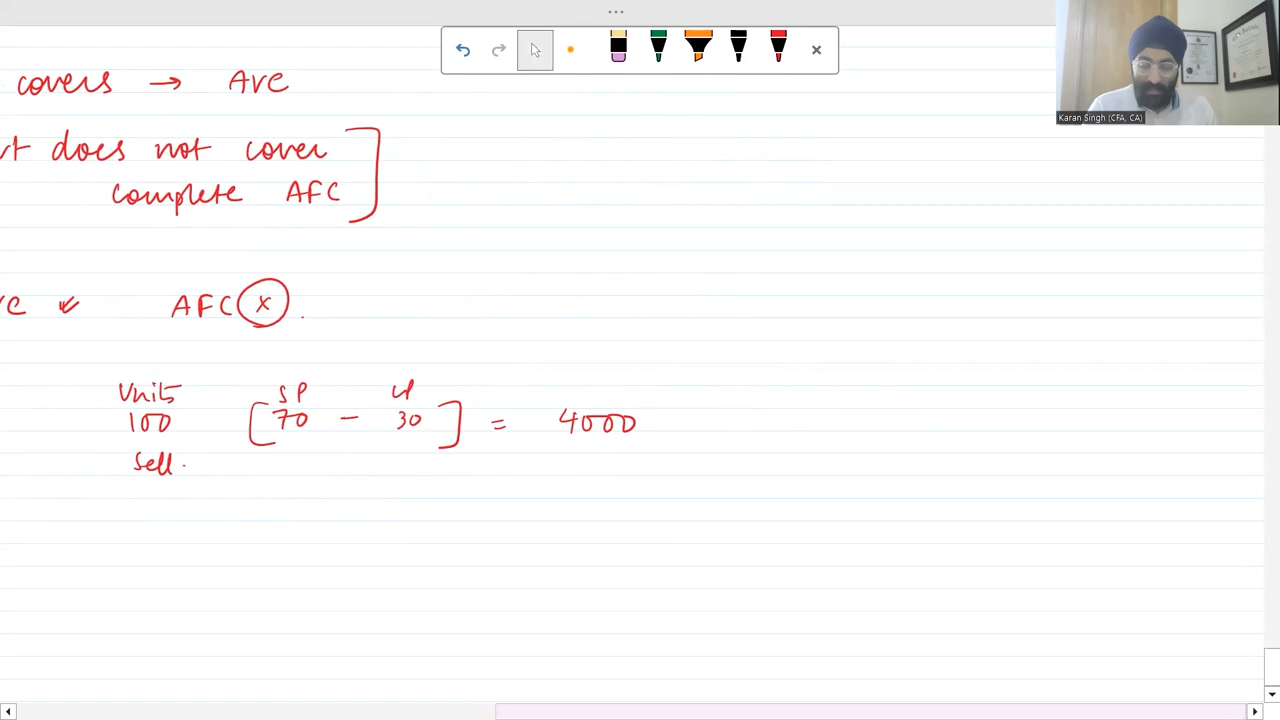 covers → AVC
does not cover
complete AFC
AFC x .
Units SP CP
100 [ 70 - 30 ] = 4000
Sell.
Karan Singh (CFA, CA)